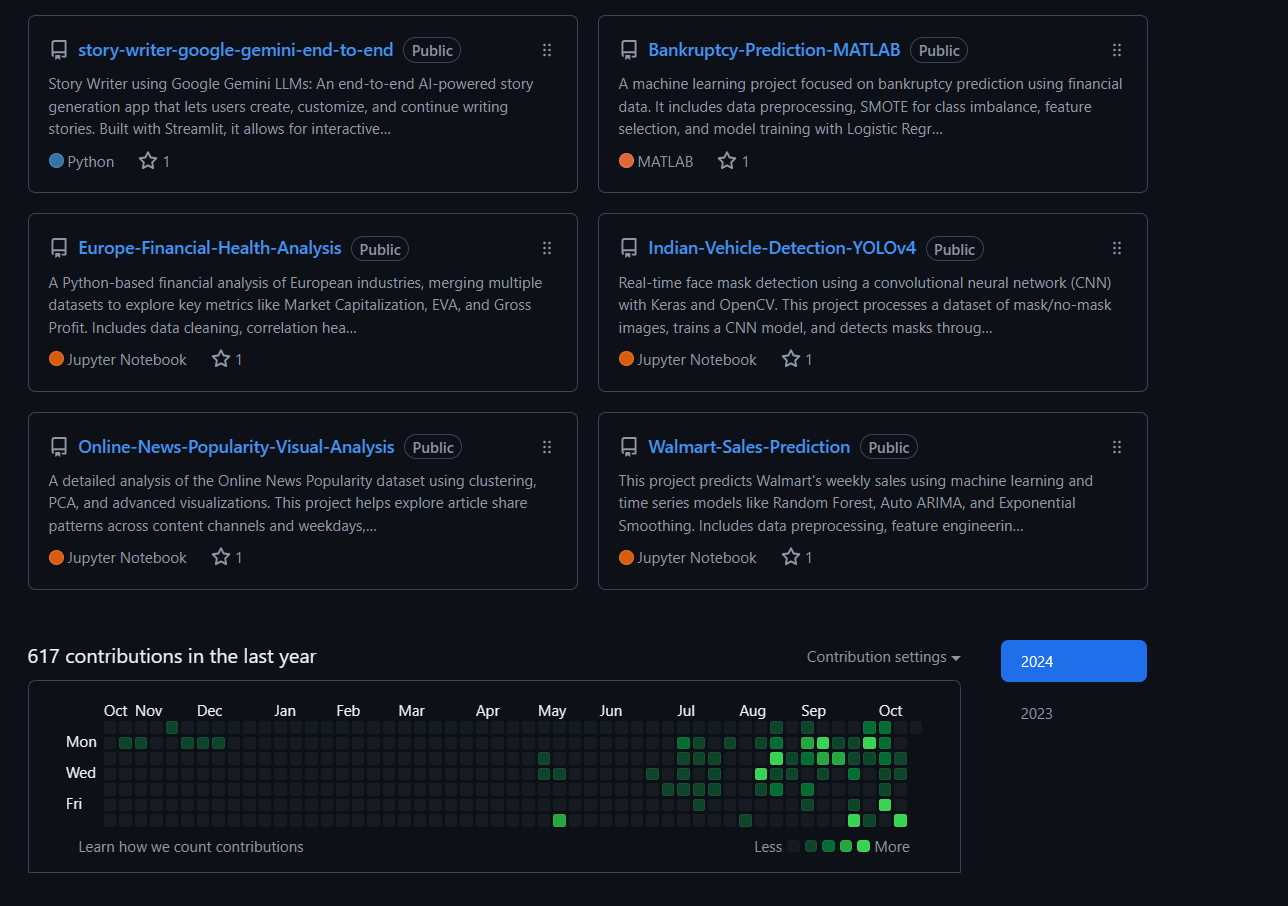 story-writer-google-gemini-end-to-end Public
Story Writer using Google Gemini LLMs: An end-to-end AI-powered story
generation app that lets users create, customize, and continue writing
stories. Built with Streamlit, it allows for interactive...
Python 1
Bankruptcy-Prediction-MATLAB Public
A machine learning project focused on bankruptcy prediction using financial
data. It includes data preprocessing, SMOTE for class imbalance, feature
selection, and model training with Logistic Regr...
MATLAB 1
Europe-Financial-Health-Analysis Public
A Python-based financial analysis of European industries, merging multiple
datasets to explore key metrics like Market Capitalization, EVA, and Gross
Profit. Includes data cleaning, correlation hea...
Jupyter Notebook 1
Indian-Vehicle-Detection-YOLOv4 Public
Real-time face mask detection using a convolutional neural network (CNN)
with Keras and OpenCV. This project processes a dataset of mask/no-mask
images, trains a CNN model, and detects masks throug...
Jupyter Notebook 1
Online-News-Popularity-Visual-Analysis Public
A detailed analysis of the Online News Popularity dataset using clustering,
PCA, and advanced visualizations. This project helps explore article share
patterns across content channels and weekdays,...
Jupyter Notebook 1
Walmart-Sales-Prediction Public
This project predicts Walmart's weekly sales using machine learning and
time series models like Random Forest, Auto ARIMA, and Exponential
Smoothing. Includes data preprocessing, feature engineerin...
Jupyter Notebook 1
617 contributions in the last year
Contribution settings
2024
2023
Oct Nov Dec Jan Feb Mar Apr May Jun Jul Aug Sep Oct
Mon
Wed
Fri
Learn how we count contributions
Less More